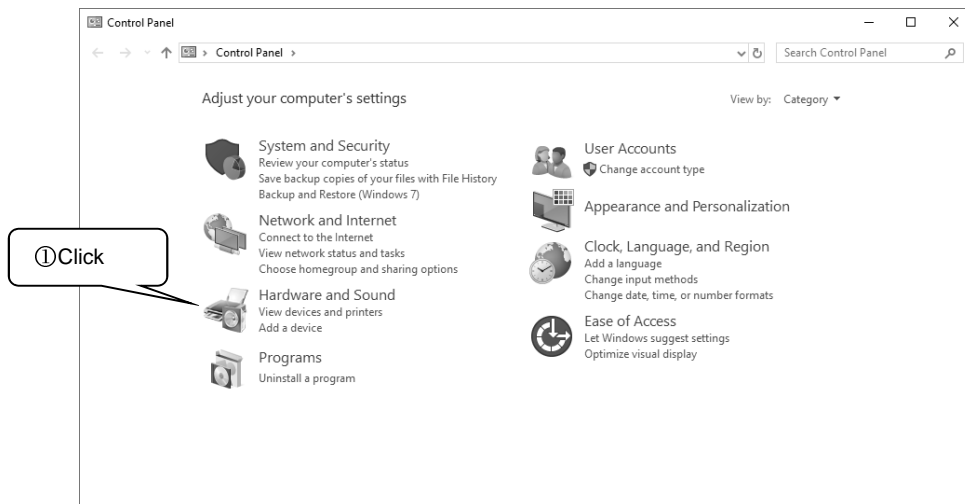 Control Panel
Control Panel
Search Control Panel
Adjust your computer's settings
View by: Category
System and Security
Review your computer's status
Save backup copies of your files with File History
Backup and Restore (Windows 7)
Network and Internet
Connect to the Internet
View network status and tasks
Choose homegroup and sharing options
①Click
Hardware and Sound
View devices and printers
Add a device
Programs
Uninstall a program
User Accounts
Change account type
Appearance and Personalization
Clock, Language, and Region
Add a language
Change input methods
Change date, time, or number formats
Ease of Access
Let Windows suggest settings
Optimize visual display